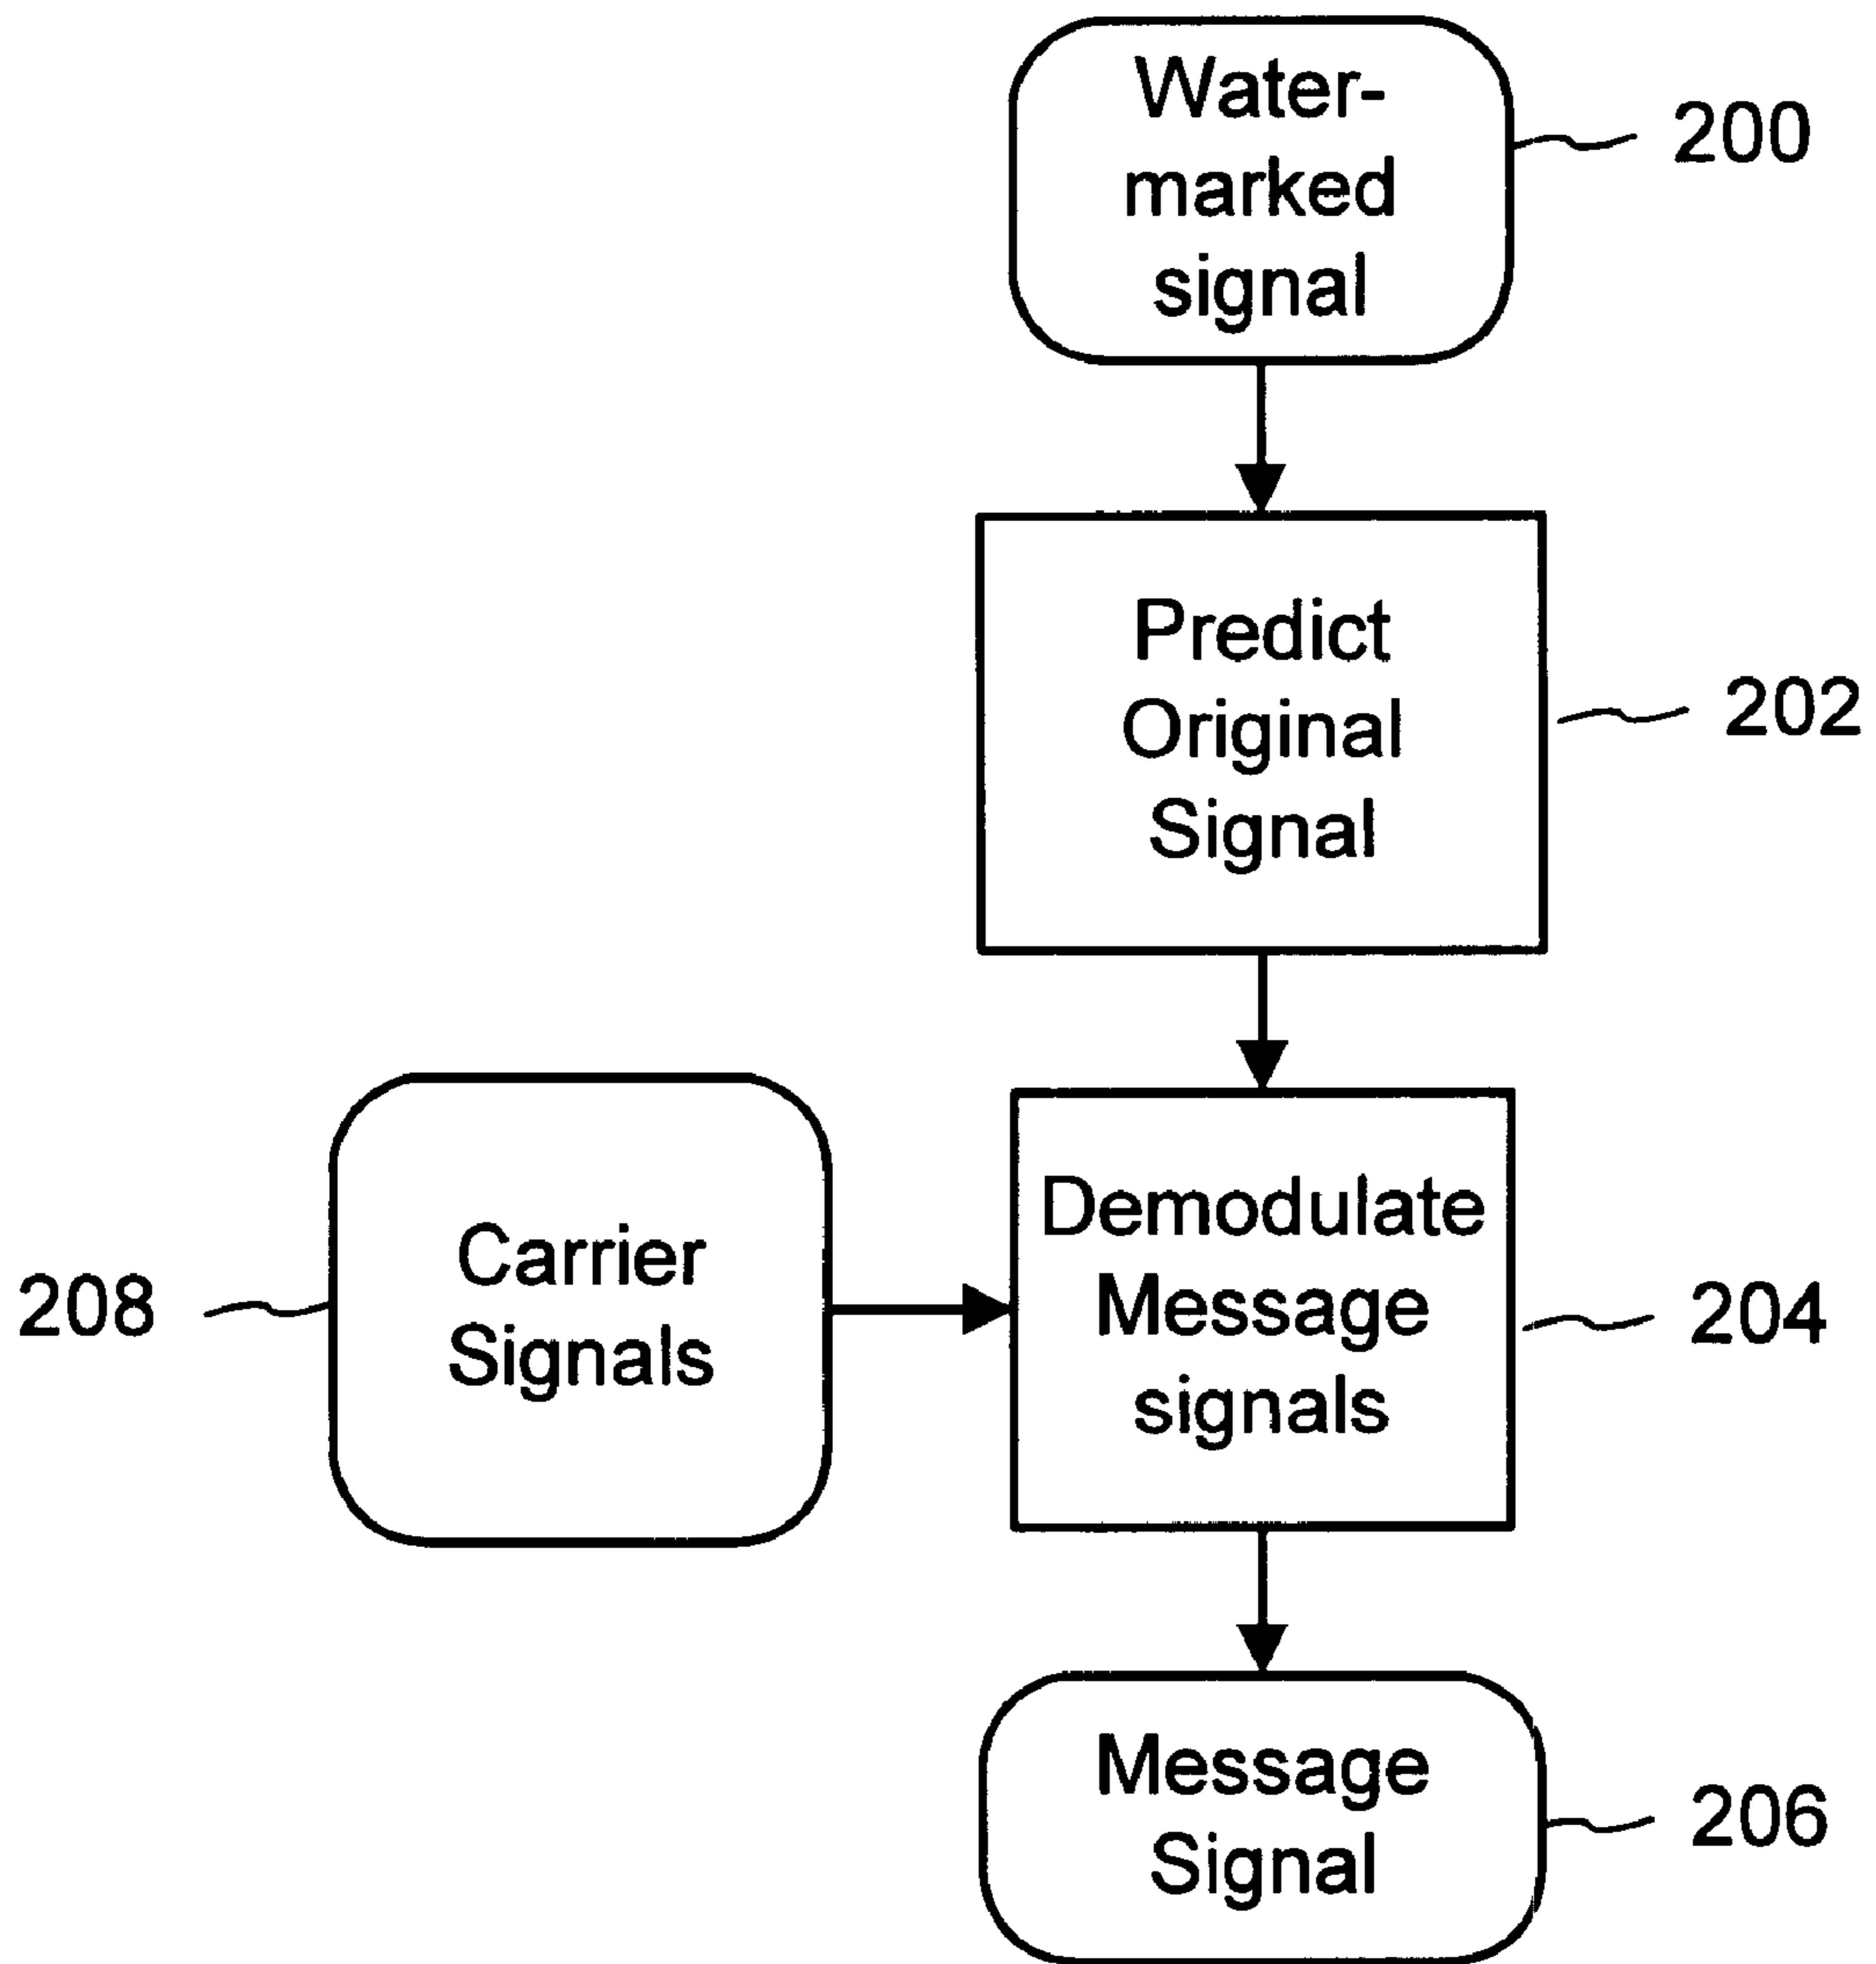 Water-
marked
signal
200
Predict
Original
Signal
202
Carrier
Signals
208
Demodulate
Message
signals
204
Message
Signal
206